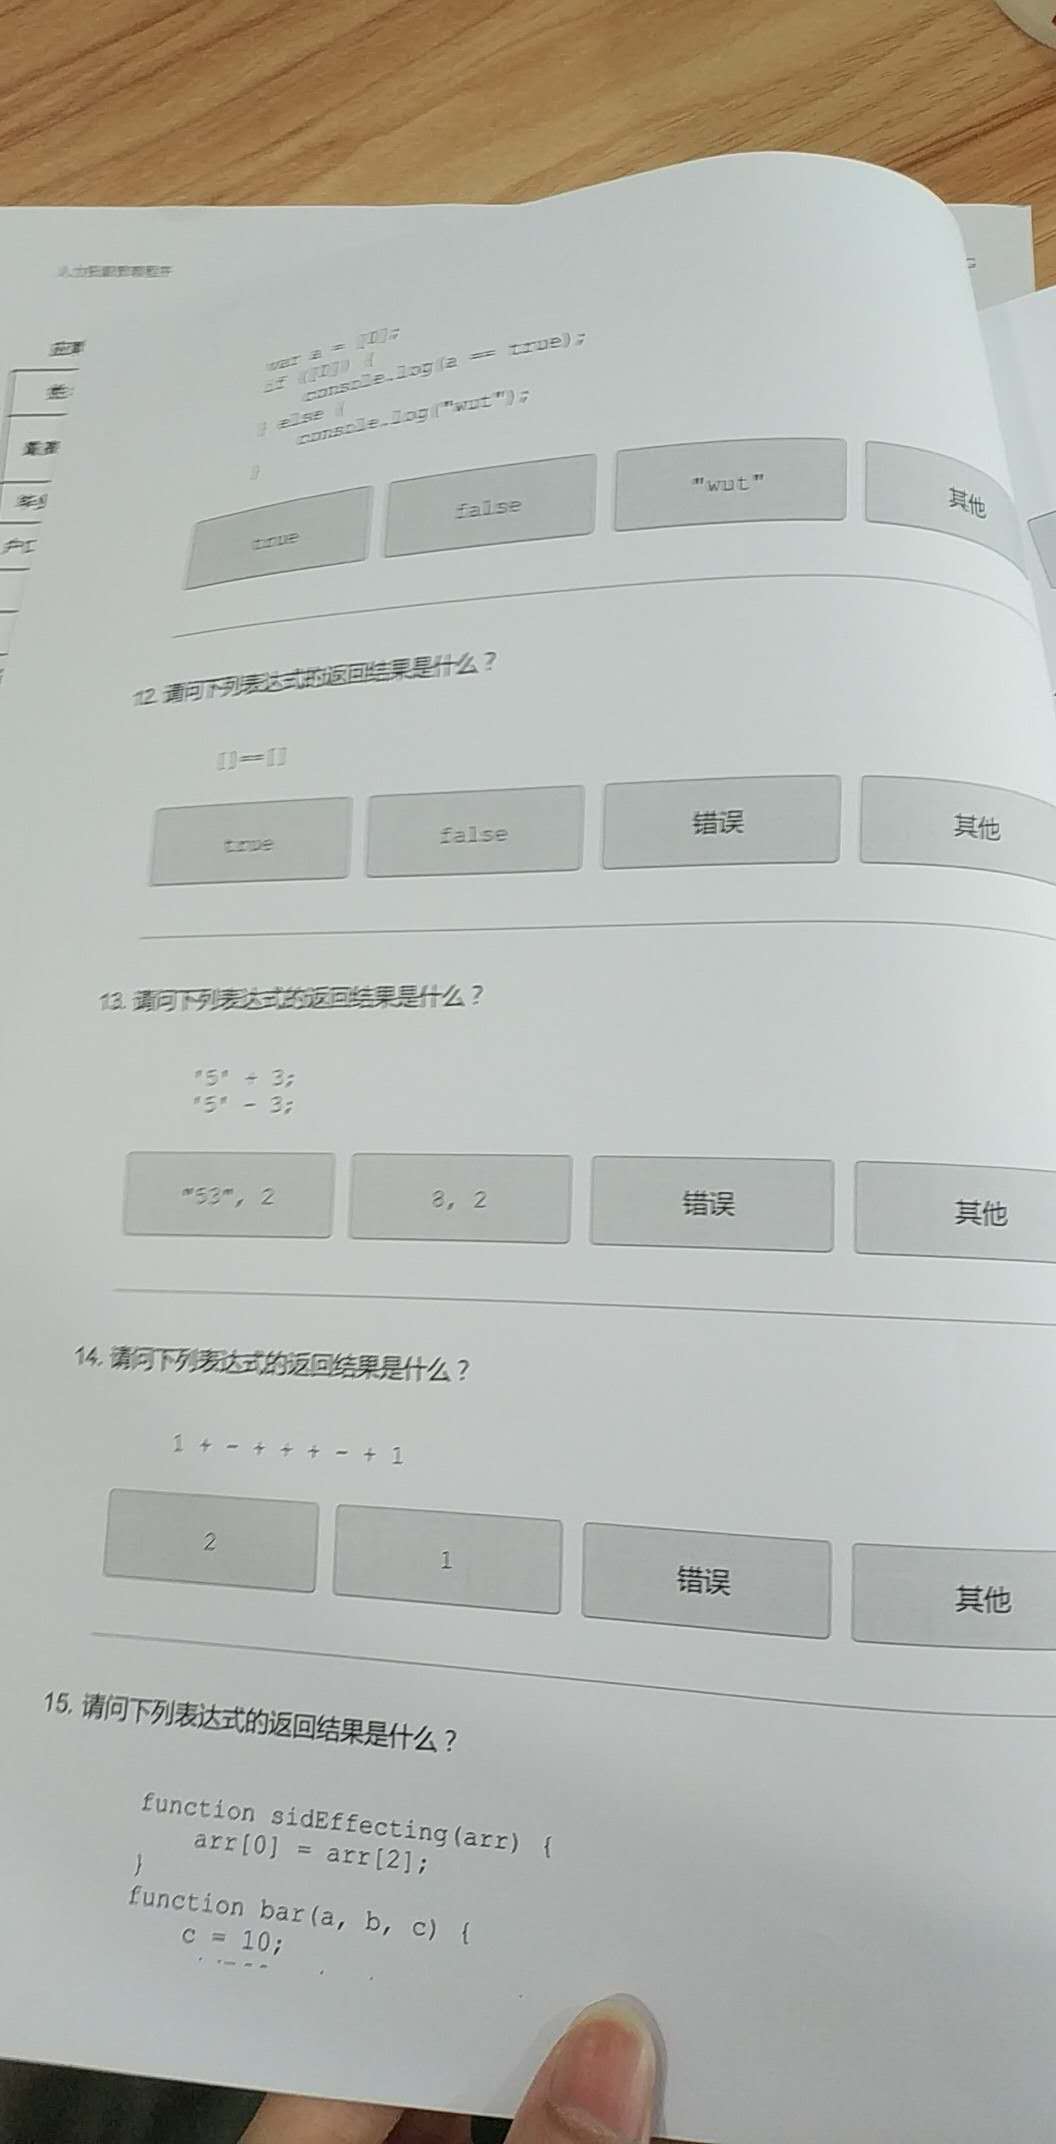 var a = [0];
if ([0]) {
console.log(a == true);
} else {
console.log("wut");
}
true
false
"wut"
其他
12. 请问下列表达式的返回结果是什么？
[]==[]
true
false
错误
其他
13. 请问下列表达式的返回结果是什么？
"5" + 3;
"5" - 3;
"53", 2
8, 2
错误
其他
14. 请问下列表达式的返回结果是什么？
1 + - + + + - + 1
2
1
错误
其他
15. 请问下列表达式的返回结果是什么？
function sidEffecting(arr) {
arr[0] = arr[2];
}
function bar(a, b, c) {
c = 10;